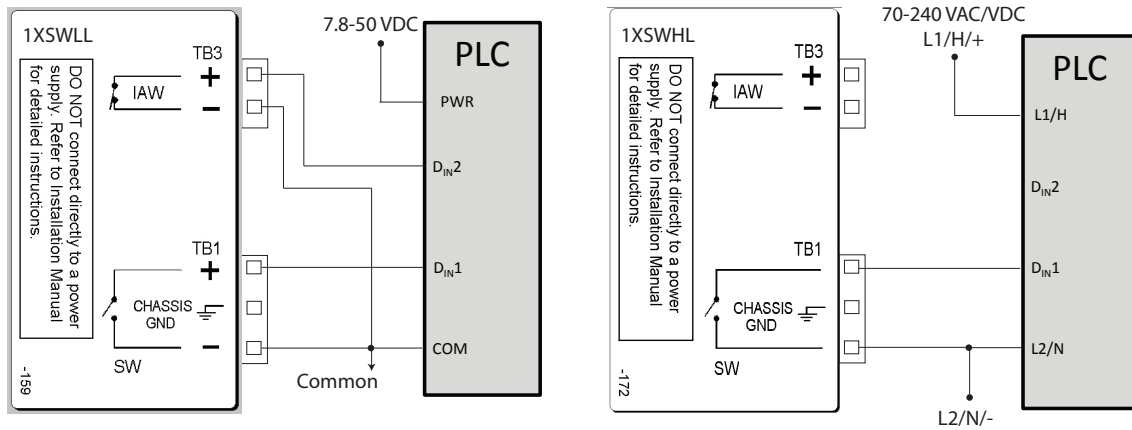 1XSWLL
DO NOT connect directly to a power
supply. Refer to Installation Manual
for detailed instructions.
TB3
+
−
IAW
TB1
+
CHASSIS
GND
−
SW
-159
7.8-50 VDC
PLC
PWR
DIN2
DIN1
COM
Common
1XSWHL
DO NOT connect directly to a power
supply. Refer to Installation Manual
for detailed instructions.
TB3
+
−
IAW
TB1
CHASSIS
GND
SW
-172
70-240 VAC/VDC
L1/H/+
PLC
L1/H
DIN2
DIN1
L2/N
L2/N/-